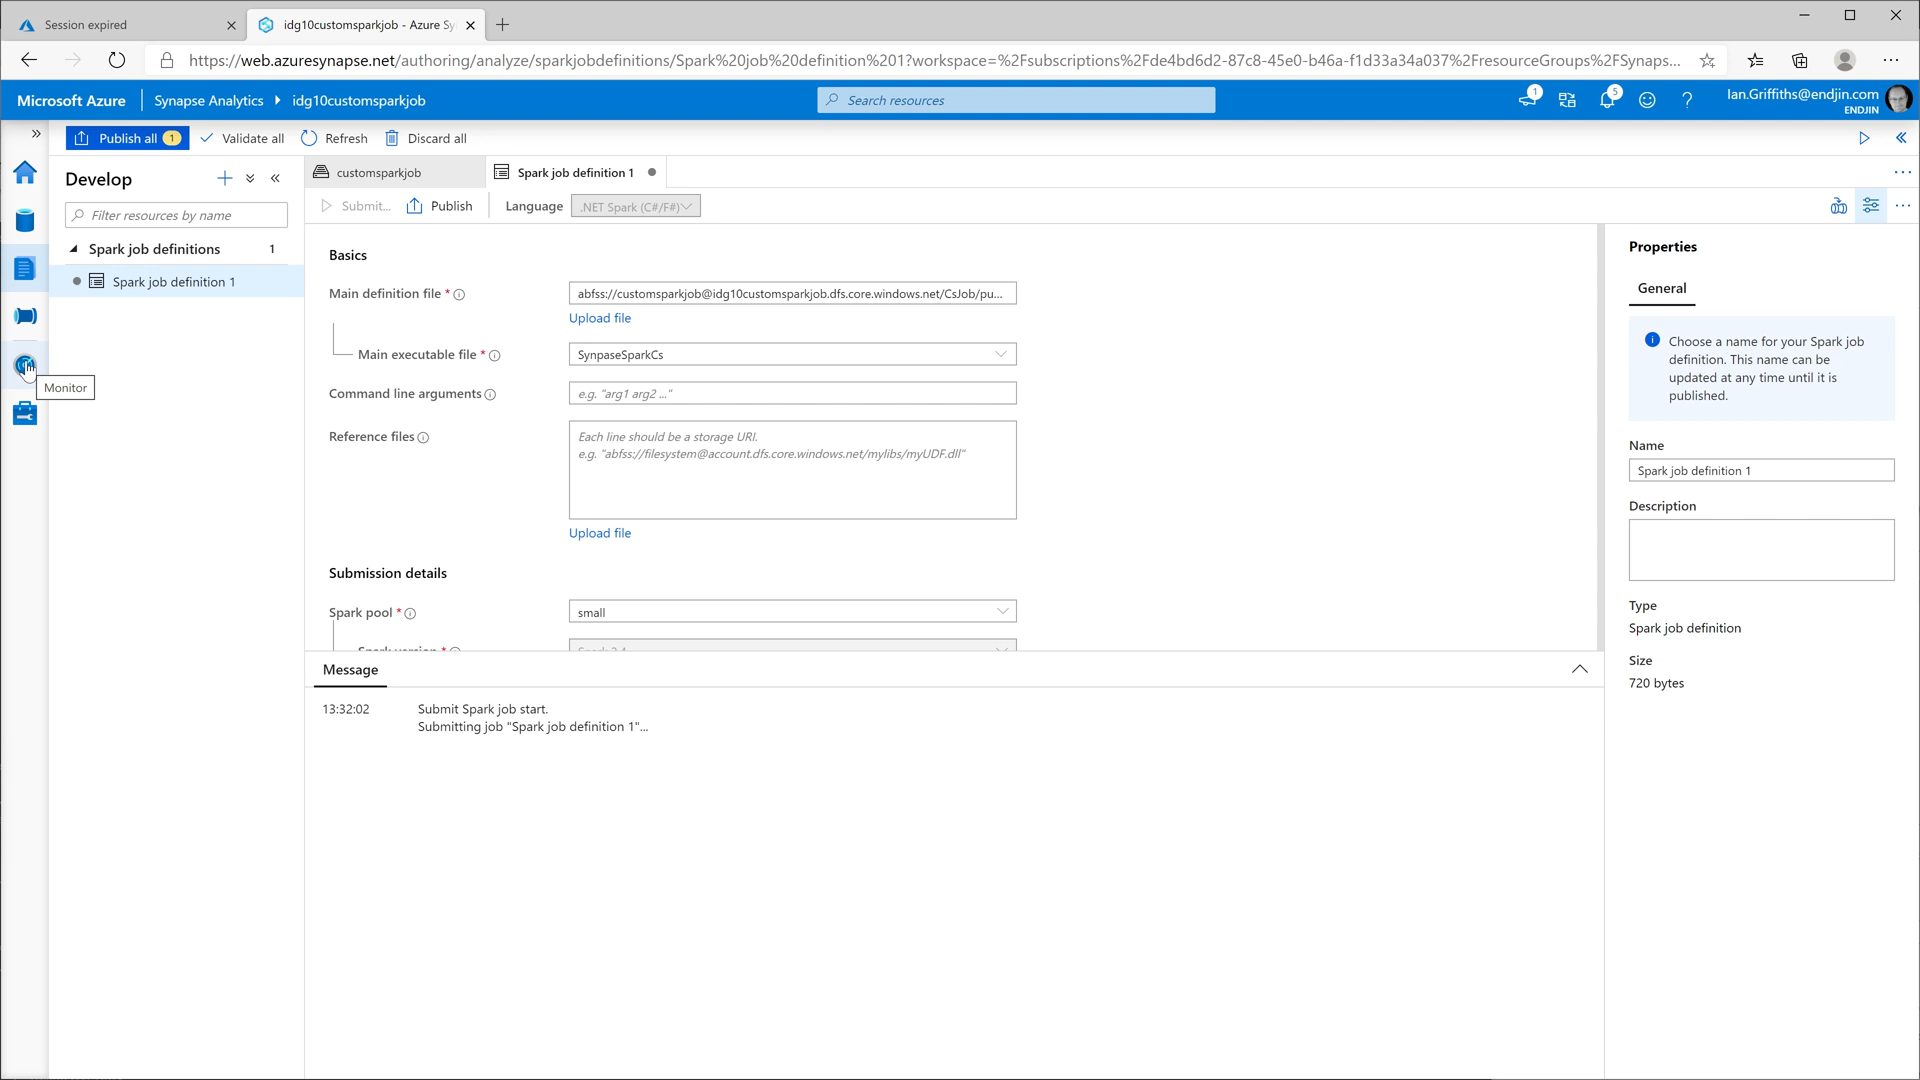 Session expired
idg10customsparkjob - Azure Sy
https://web.azuresynapse.net/authoring/analyze/sparkjobdefinitions/Spark%20job%20definition%201?workspace=%2Fsubscriptions%2Fde4bd6d2-87c8-45e0-b46a-f1d33a34a037%2FresourceGroups%2FSynaps...
Microsoft Azure
Synapse Analytics
idg10customsparkjob
Search resources
1
5
Ian.Griffiths@endjin.com
ENDJIN
Publish all 1
Validate all
Refresh
Discard all
Develop
Filter resources by name
Spark job definitions 1
Spark job definition 1
Monitor
customsparkjob
Spark job definition 1
Submit...
Publish
Language
.NET Spark (C#/F#)
Basics
Main definition file *
abfss://customsparkjob@idg10customsparkjob.dfs.core.windows.net/CsJob/pu...
Upload file
Main executable file *
SynpaseSparkCs
Command line arguments
e.g. "arg1 arg2 ..."
Reference files
Each line should be a storage URI.
e.g. "abfss://filesystem@account.dfs.core.windows.net/mylibs/myUDF.dll"
Upload file
Submission details
Spark pool *
small
Spark version *
Message
13:32:02
Submit Spark job start.
Submitting job "Spark job definition 1"...
Properties
General
Choose a name for your Spark job
definition. This name can be
updated at any time until it is
published.
Name
Spark job definition 1
Description
Type
Spark job definition
Size
720 bytes